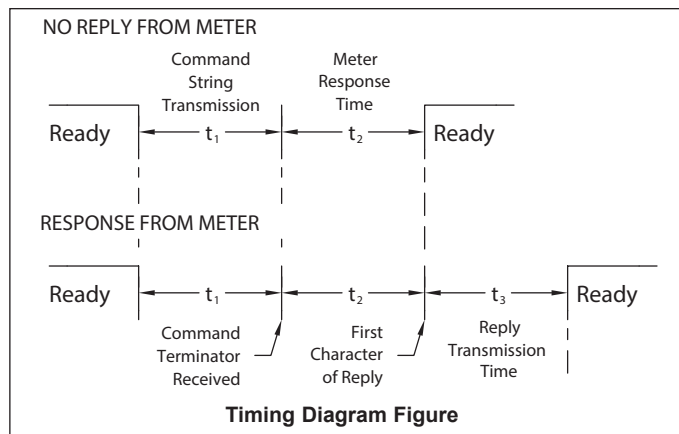 NO REPLY FROM METER
Command
String
Transmission
Meter
Response
Time
Ready
t1
t2
Ready
RESPONSE FROM METER
Ready
t1
t2
t3
Ready
Command
Terminator
Received
First
Character
of Reply
Reply
Transmission
Time
Timing Diagram Figure